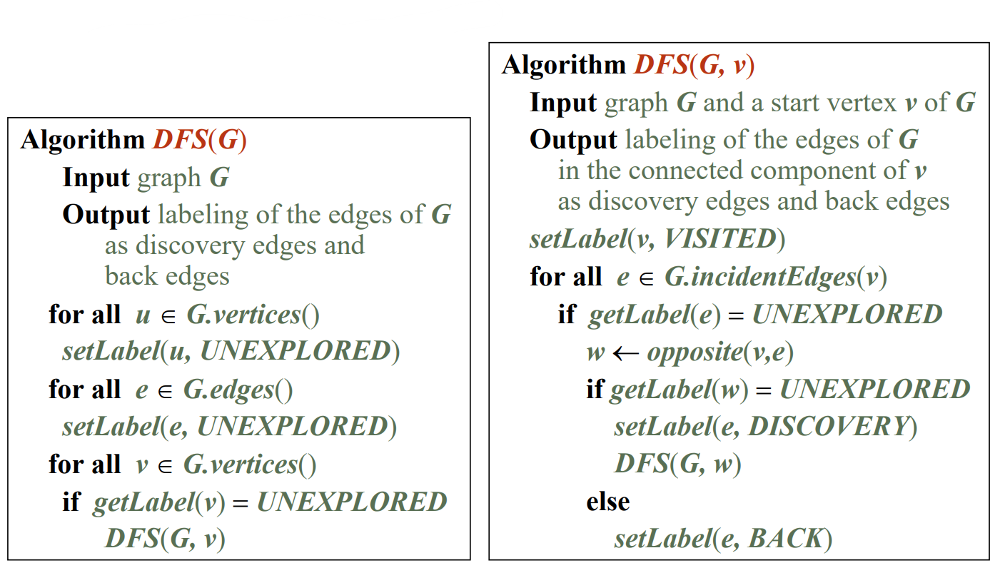 Algorithm DFS(G)
Input graph G
Output labeling of the edges of G
as discovery edges and
back edges
for all u ∈ G.vertices()
setLabel(u, UNEXPLORED)
for all e ∈ G.edges()
setLabel(e, UNEXPLORED)
for all v ∈ G.vertices()
if getLabel(v) = UNEXPLORED
DFS(G, v)
Algorithm DFS(G, v)
Input graph G and a start vertex v of G
Output labeling of the edges of G
in the connected component of v
as discovery edges and back edges
setLabel(v, VISITED)
for all e ∈ G.incidentEdges(v)
if getLabel(e) = UNEXPLORED
w ← opposite(v,e)
if getLabel(w) = UNEXPLORED
setLabel(e, DISCOVERY)
DFS(G, w)
else
setLabel(e, BACK)